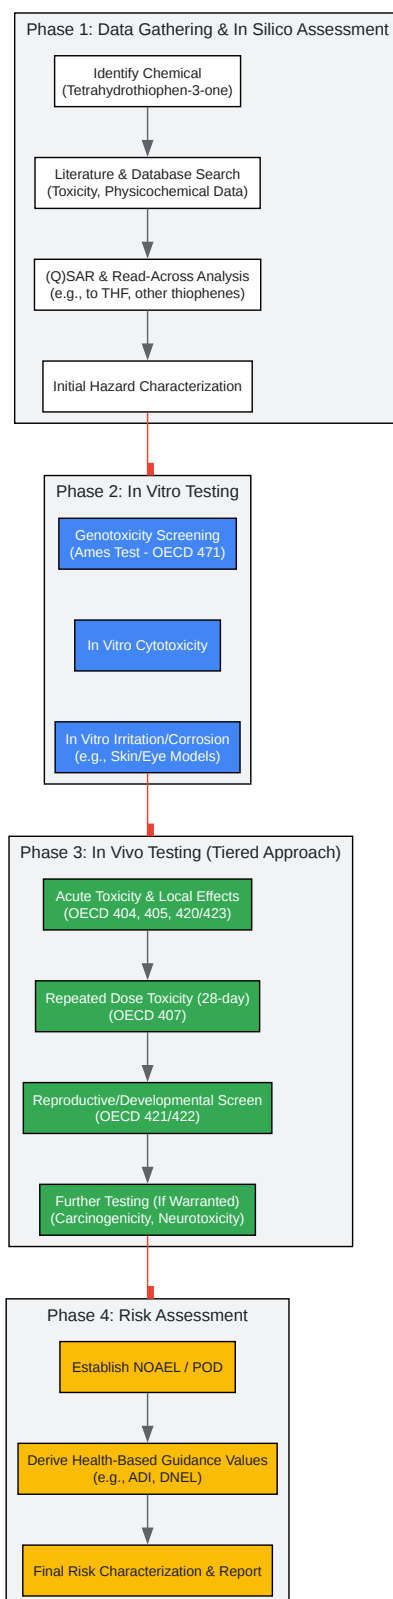 Phase 1: Data Gathering & In Silico Assessment
Identify Chemical
(Tetrahydrothiophen-3-one)
Literature & Database Search
(Toxicity, Physicochemical Data)
(Q)SAR & Read-Across Analysis
(e.g., to THF, other thiophenes)
Initial Hazard Characterization
Phase 2: In Vitro Testing
Genotoxicity Screening
(Ames Test - OECD 471)
In Vitro Cytotoxicity
In Vitro Irritation/Corrosion
(e.g., Skin/Eye Models)
Phase 3: In Vivo Testing (Tiered Approach)
Acute Toxicity & Local Effects
(OECD 404, 405, 420/423)
Repeated Dose Toxicity (28-day)
(OECD 407)
Reproductive/Developmental Screen
(OECD 421/422)
Further Testing (If Warranted)
(Carcinogenicity, Neurotoxicity)
Phase 4: Risk Assessment
Establish NOAEL / POD
Derive Health-Based Guidance Values
(e.g., ADI, DNEL)
Final Risk Characterization & Report